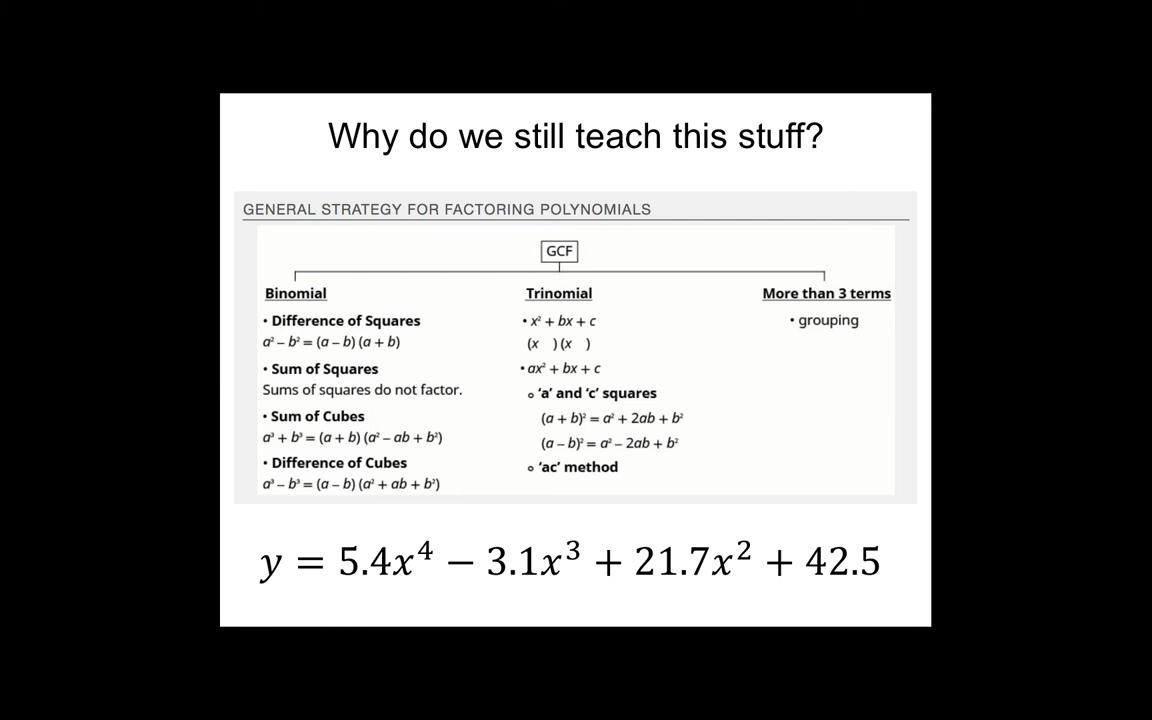 Why do we still teach this stuff?
GENERAL STRATEGY FOR FACTORING POLYNOMIALS
GCF
Binomial
• Difference of Squares
a² – b² = (a – b) (a + b)
• Sum of Squares
Sums of squares do not factor.
• Sum of Cubes
a³ + b³ = (a + b) (a² – ab + b²)
• Difference of Cubes
a³ – b³ = (a – b) (a² + ab + b²)
Trinomial
• x² + bx + c
(x   ) (x   )
• ax² + bx + c
∘ ‘a’ and ‘c’ squares
(a + b)² = a² + 2ab + b²
(a – b)² = a² – 2ab + b²
∘ ‘ac’ method
More than 3 terms
• grouping
y = 5.4x⁴ − 3.1x³ + 21.7x² + 42.5